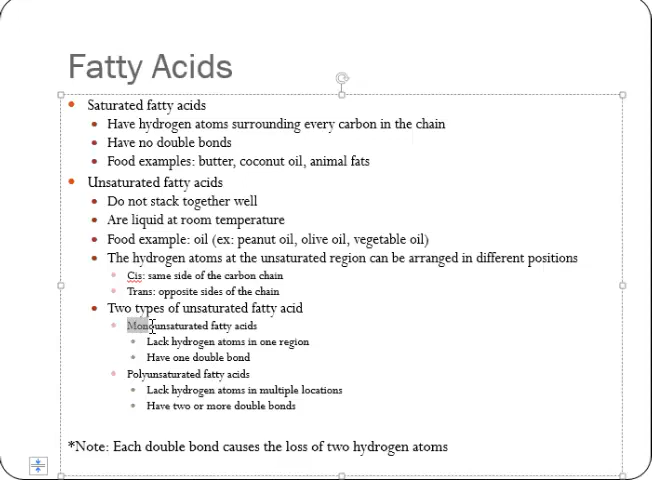 Fatty Acids
Saturated fatty acids
Have hydrogen atoms surrounding every carbon in the chain
Have no double bonds
Food examples: butter, coconut oil, animal fats
Unsaturated fatty acids
Do not stack together well
Are liquid at room temperature
Food example: oil (ex: peanut oil, olive oil, vegetable oil)
The hydrogen atoms at the unsaturated region can be arranged in different positions
Cis: same side of the carbon chain
Trans: opposite sides of the chain
Two types of unsaturated fatty acid
Monounsaturated fatty acids
Lack hydrogen atoms in one region
Have one double bond
Polyunsaturated fatty acids
Lack hydrogen atoms in multiple locations
Have two or more double bonds
*Note: Each double bond causes the loss of two hydrogen atoms